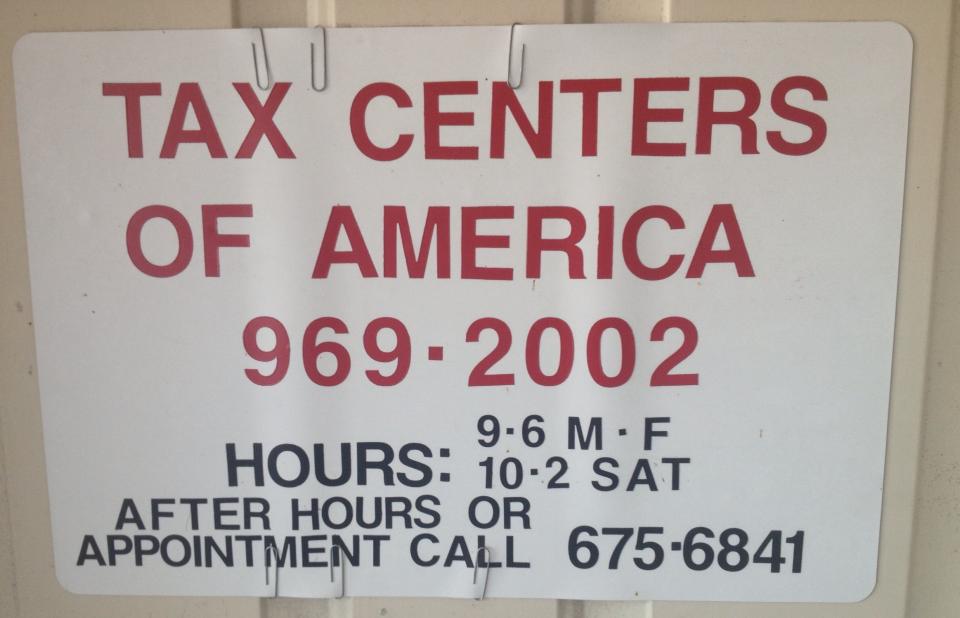 TAX CENTERS
OF AMERICA
969·2002
HOURS: 9·6 M·F
10·2 SAT
AFTER HOURS OR
APPOINTMENT CALL 675·6841